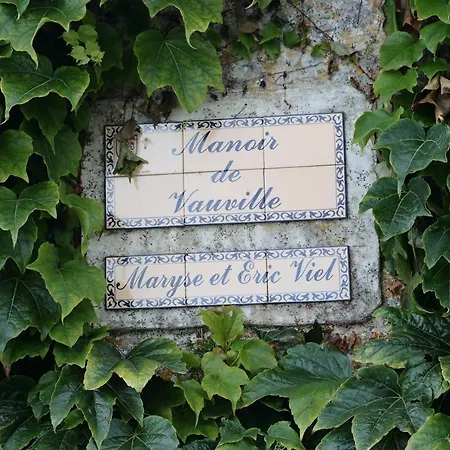 Manoir
de
Vauville
Maryse et Eric Viel